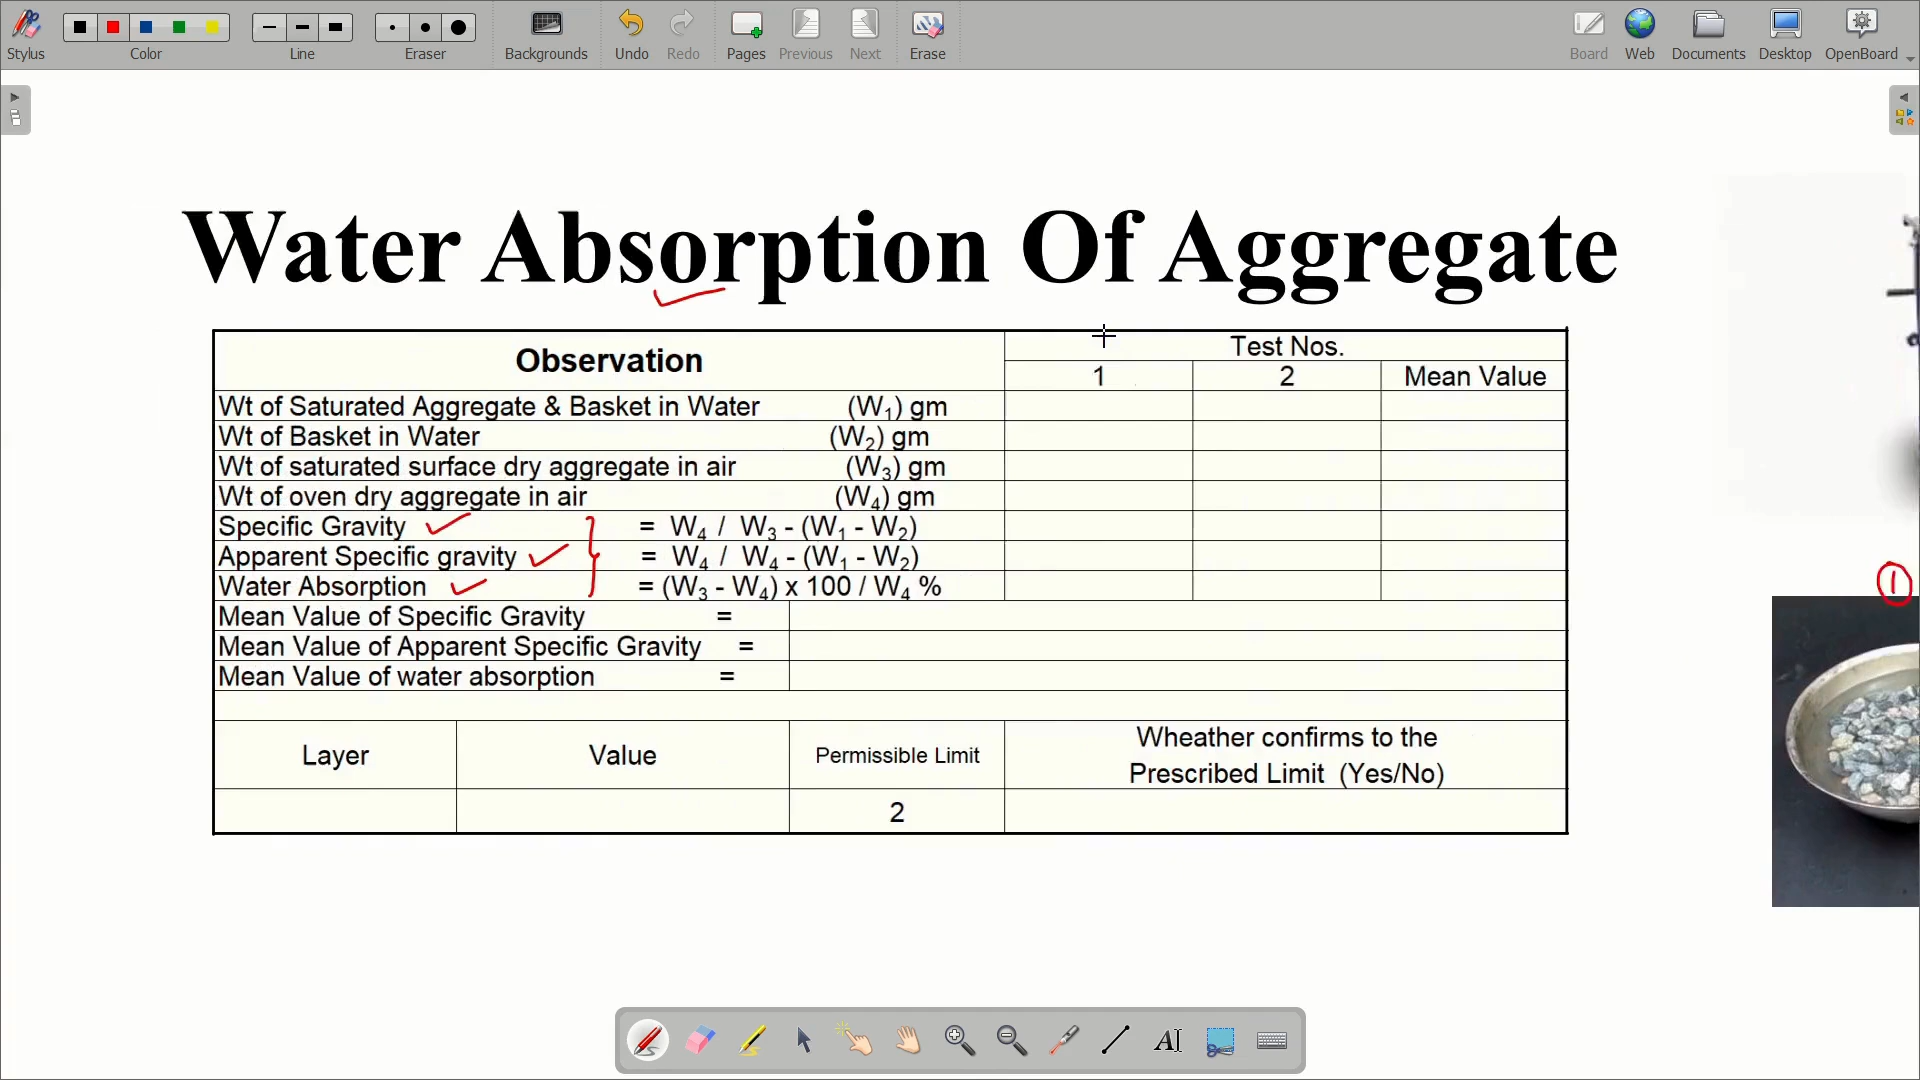 Stylus Color Line Eraser Backgrounds Undo Redo Pages Previous Next Erase Board Web Documents Desktop OpenBoard
Water Absorption Of Aggregate
Observation Test Nos.
1 2 Mean Value
Wt of Saturated Aggregate & Basket in Water (W₁) gm
Wt of Basket in Water (W₂) gm
Wt of saturated surface dry aggregate in air (W₃) gm
Wt of oven dry aggregate in air (W₄) gm
Specific Gravity = W₄ / W₃ - (W₁ - W₂)
Apparent Specific gravity = W₄ / W₄ - (W₁ - W₂)
Water Absorption = (W₃ - W₄) x 100 / W₄ %
1
Mean Value of Specific Gravity =
Mean Value of Apparent Specific Gravity =
Mean Value of water absorption =
Layer Value Permissible Limit Wheather confirms to the
Prescribed Limit (Yes/No)
2